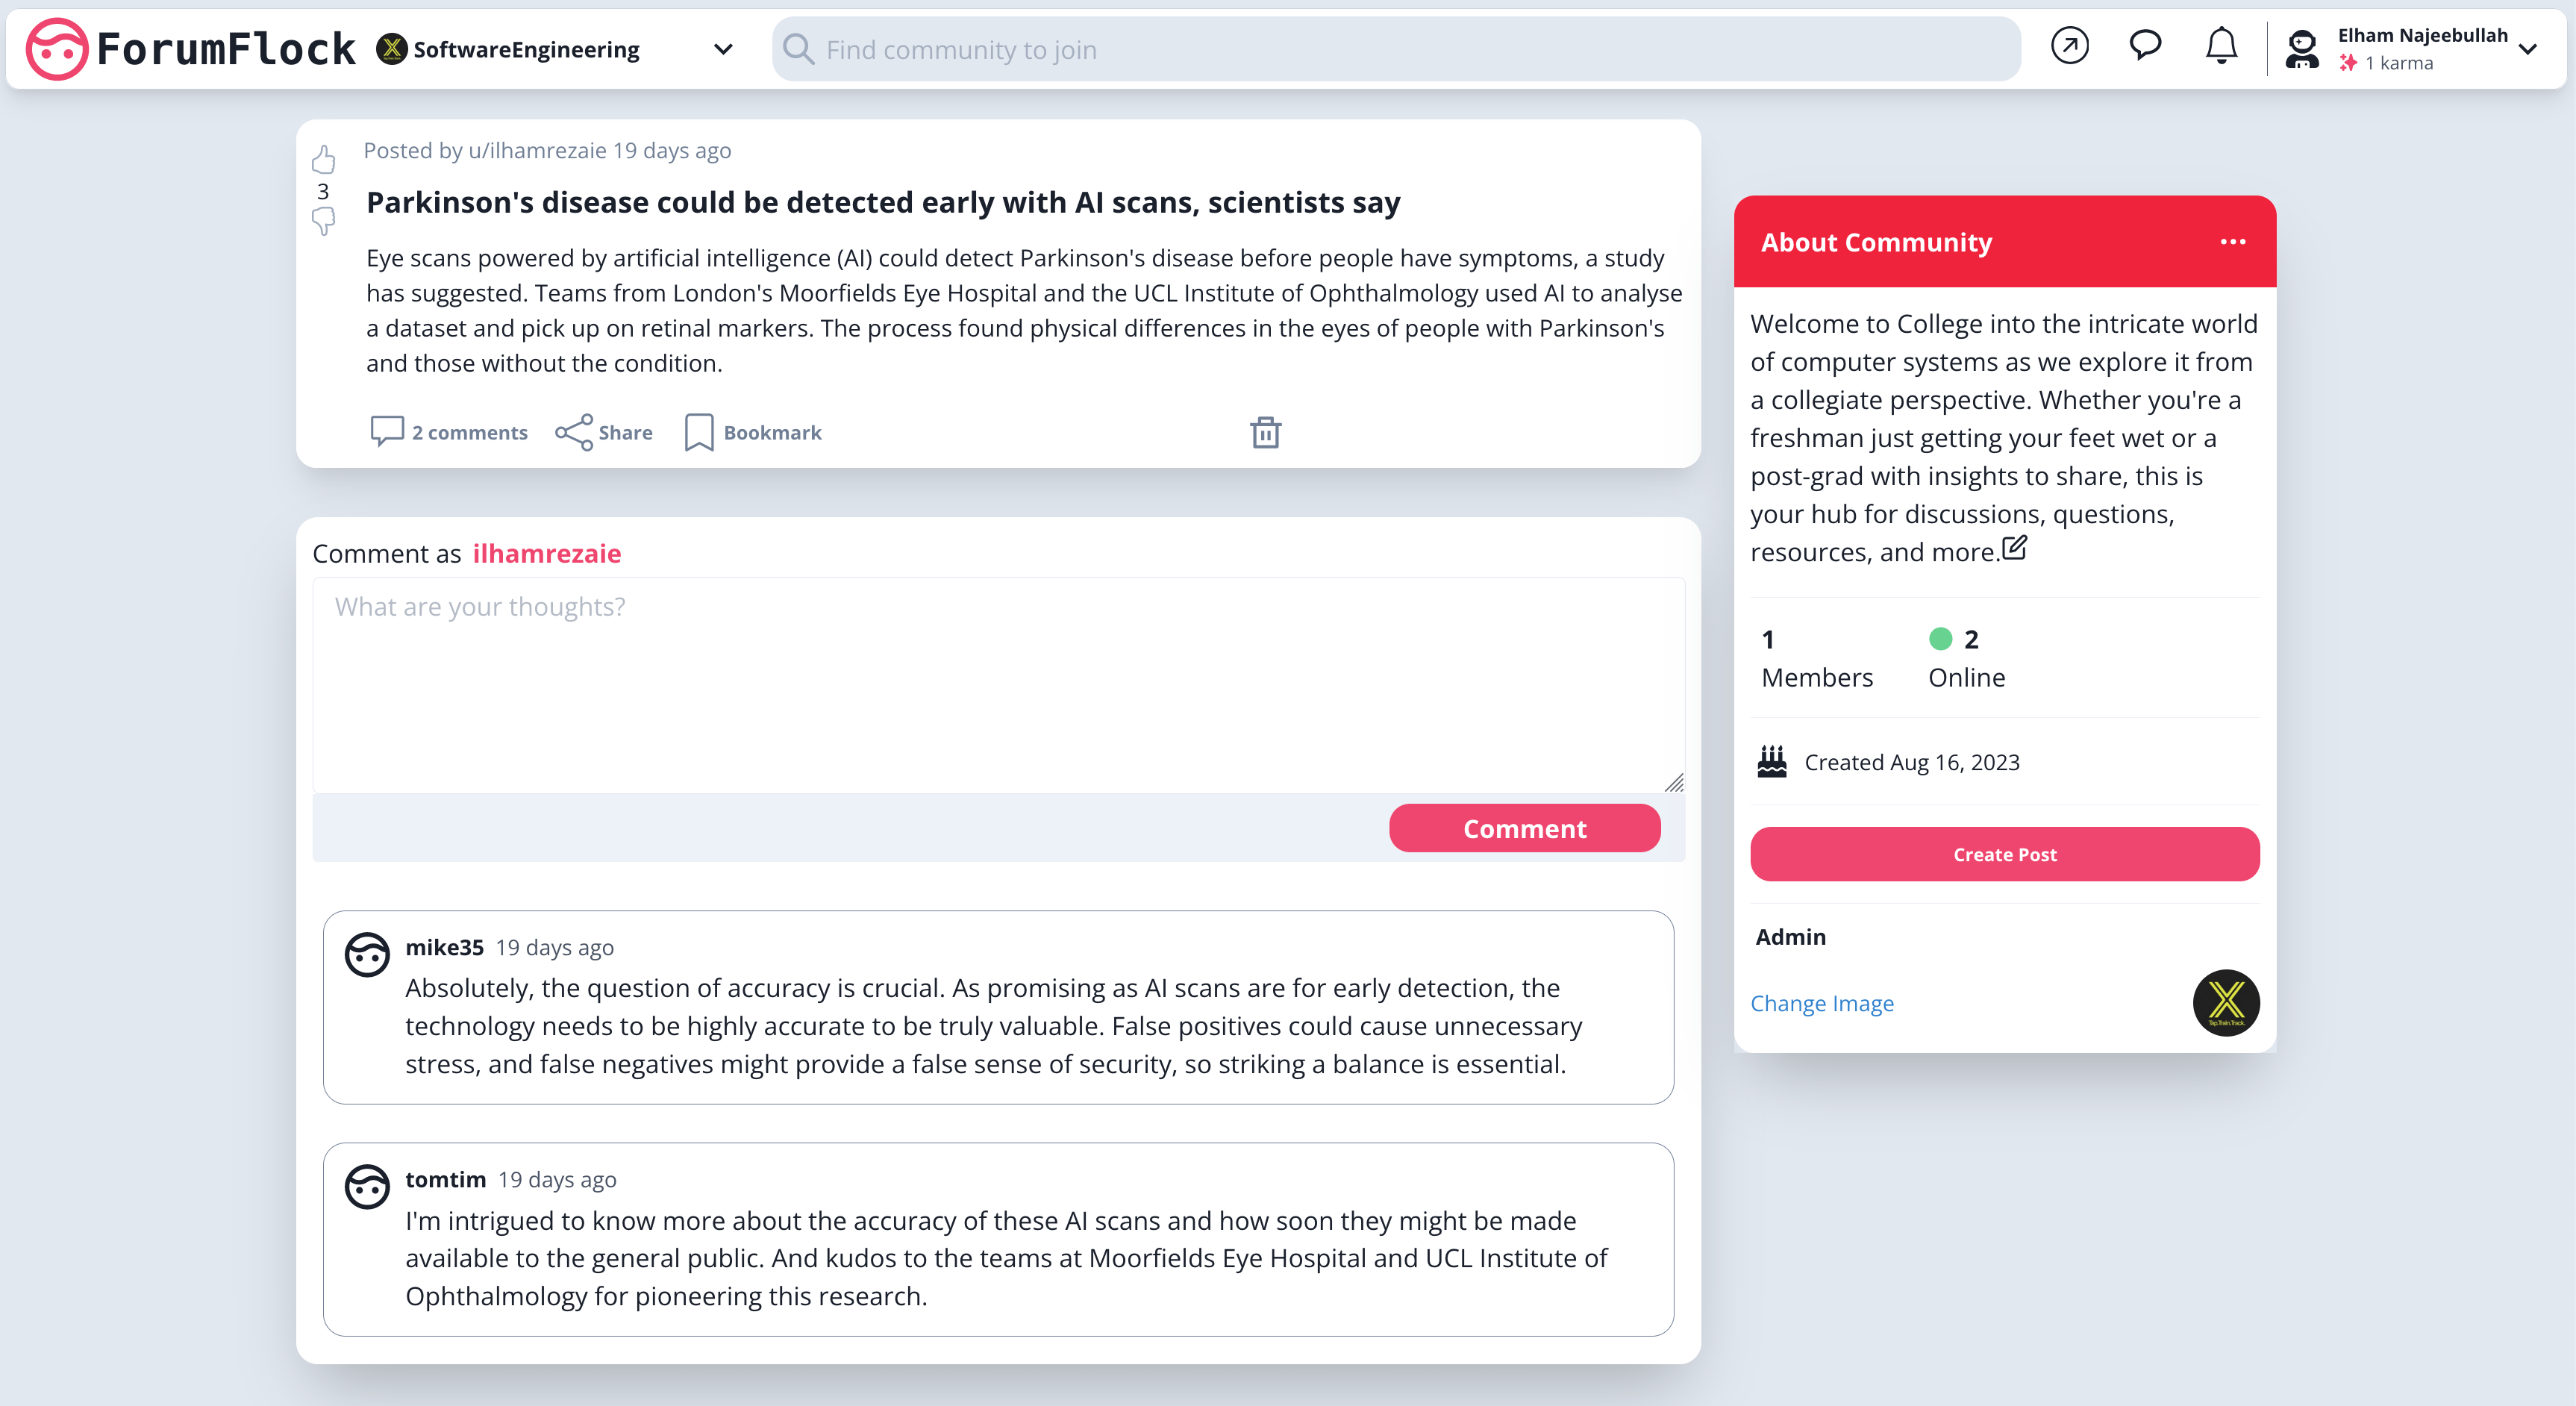 ForumFlock
SoftwareEngineering
Find community to join
Elham Najeebullah
1 karma
Posted by u/ilhamrezaie 19 days ago
3
Parkinson's disease could be detected early with AI scans, scientists say
Eye scans powered by artificial intelligence (AI) could detect Parkinson's disease before people have symptoms, a study
has suggested. Teams from London's Moorfields Eye Hospital and the UCL Institute of Ophthalmology used AI to analyse
a dataset and pick up on retinal markers. The process found physical differences in the eyes of people with Parkinson's
and those without the condition.
2 comments
Share
Bookmark
Comment as ilhamrezaie
What are your thoughts?
Comment
mike35 19 days ago
Absolutely, the question of accuracy is crucial. As promising as AI scans are for early detection, the
technology needs to be highly accurate to be truly valuable. False positives could cause unnecessary
stress, and false negatives might provide a false sense of security, so striking a balance is essential.
tomtim 19 days ago
I'm intrigued to know more about the accuracy of these AI scans and how soon they might be made
available to the general public. And kudos to the teams at Moorfields Eye Hospital and UCL Institute of
Ophthalmology for pioneering this research.
About Community
Welcome to College into the intricate world
of computer systems as we explore it from
a collegiate perspective. Whether you're a
freshman just getting your feet wet or a
post-grad with insights to share, this is
your hub for discussions, questions,
resources, and more.
1
Members
2
Online
Created Aug 16, 2023
Create Post
Admin
Change Image
X
Tap.Train.Track.